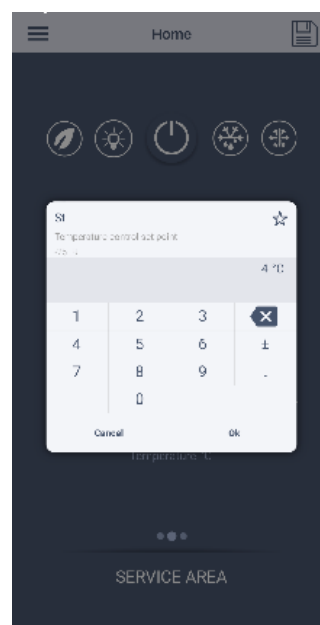 Home
St
Temperature control set point
4 °C
1 2 3
4 5 6 ±
7 8 9 .
0
Cancel Ok
Temperature °C
SERVICE AREA